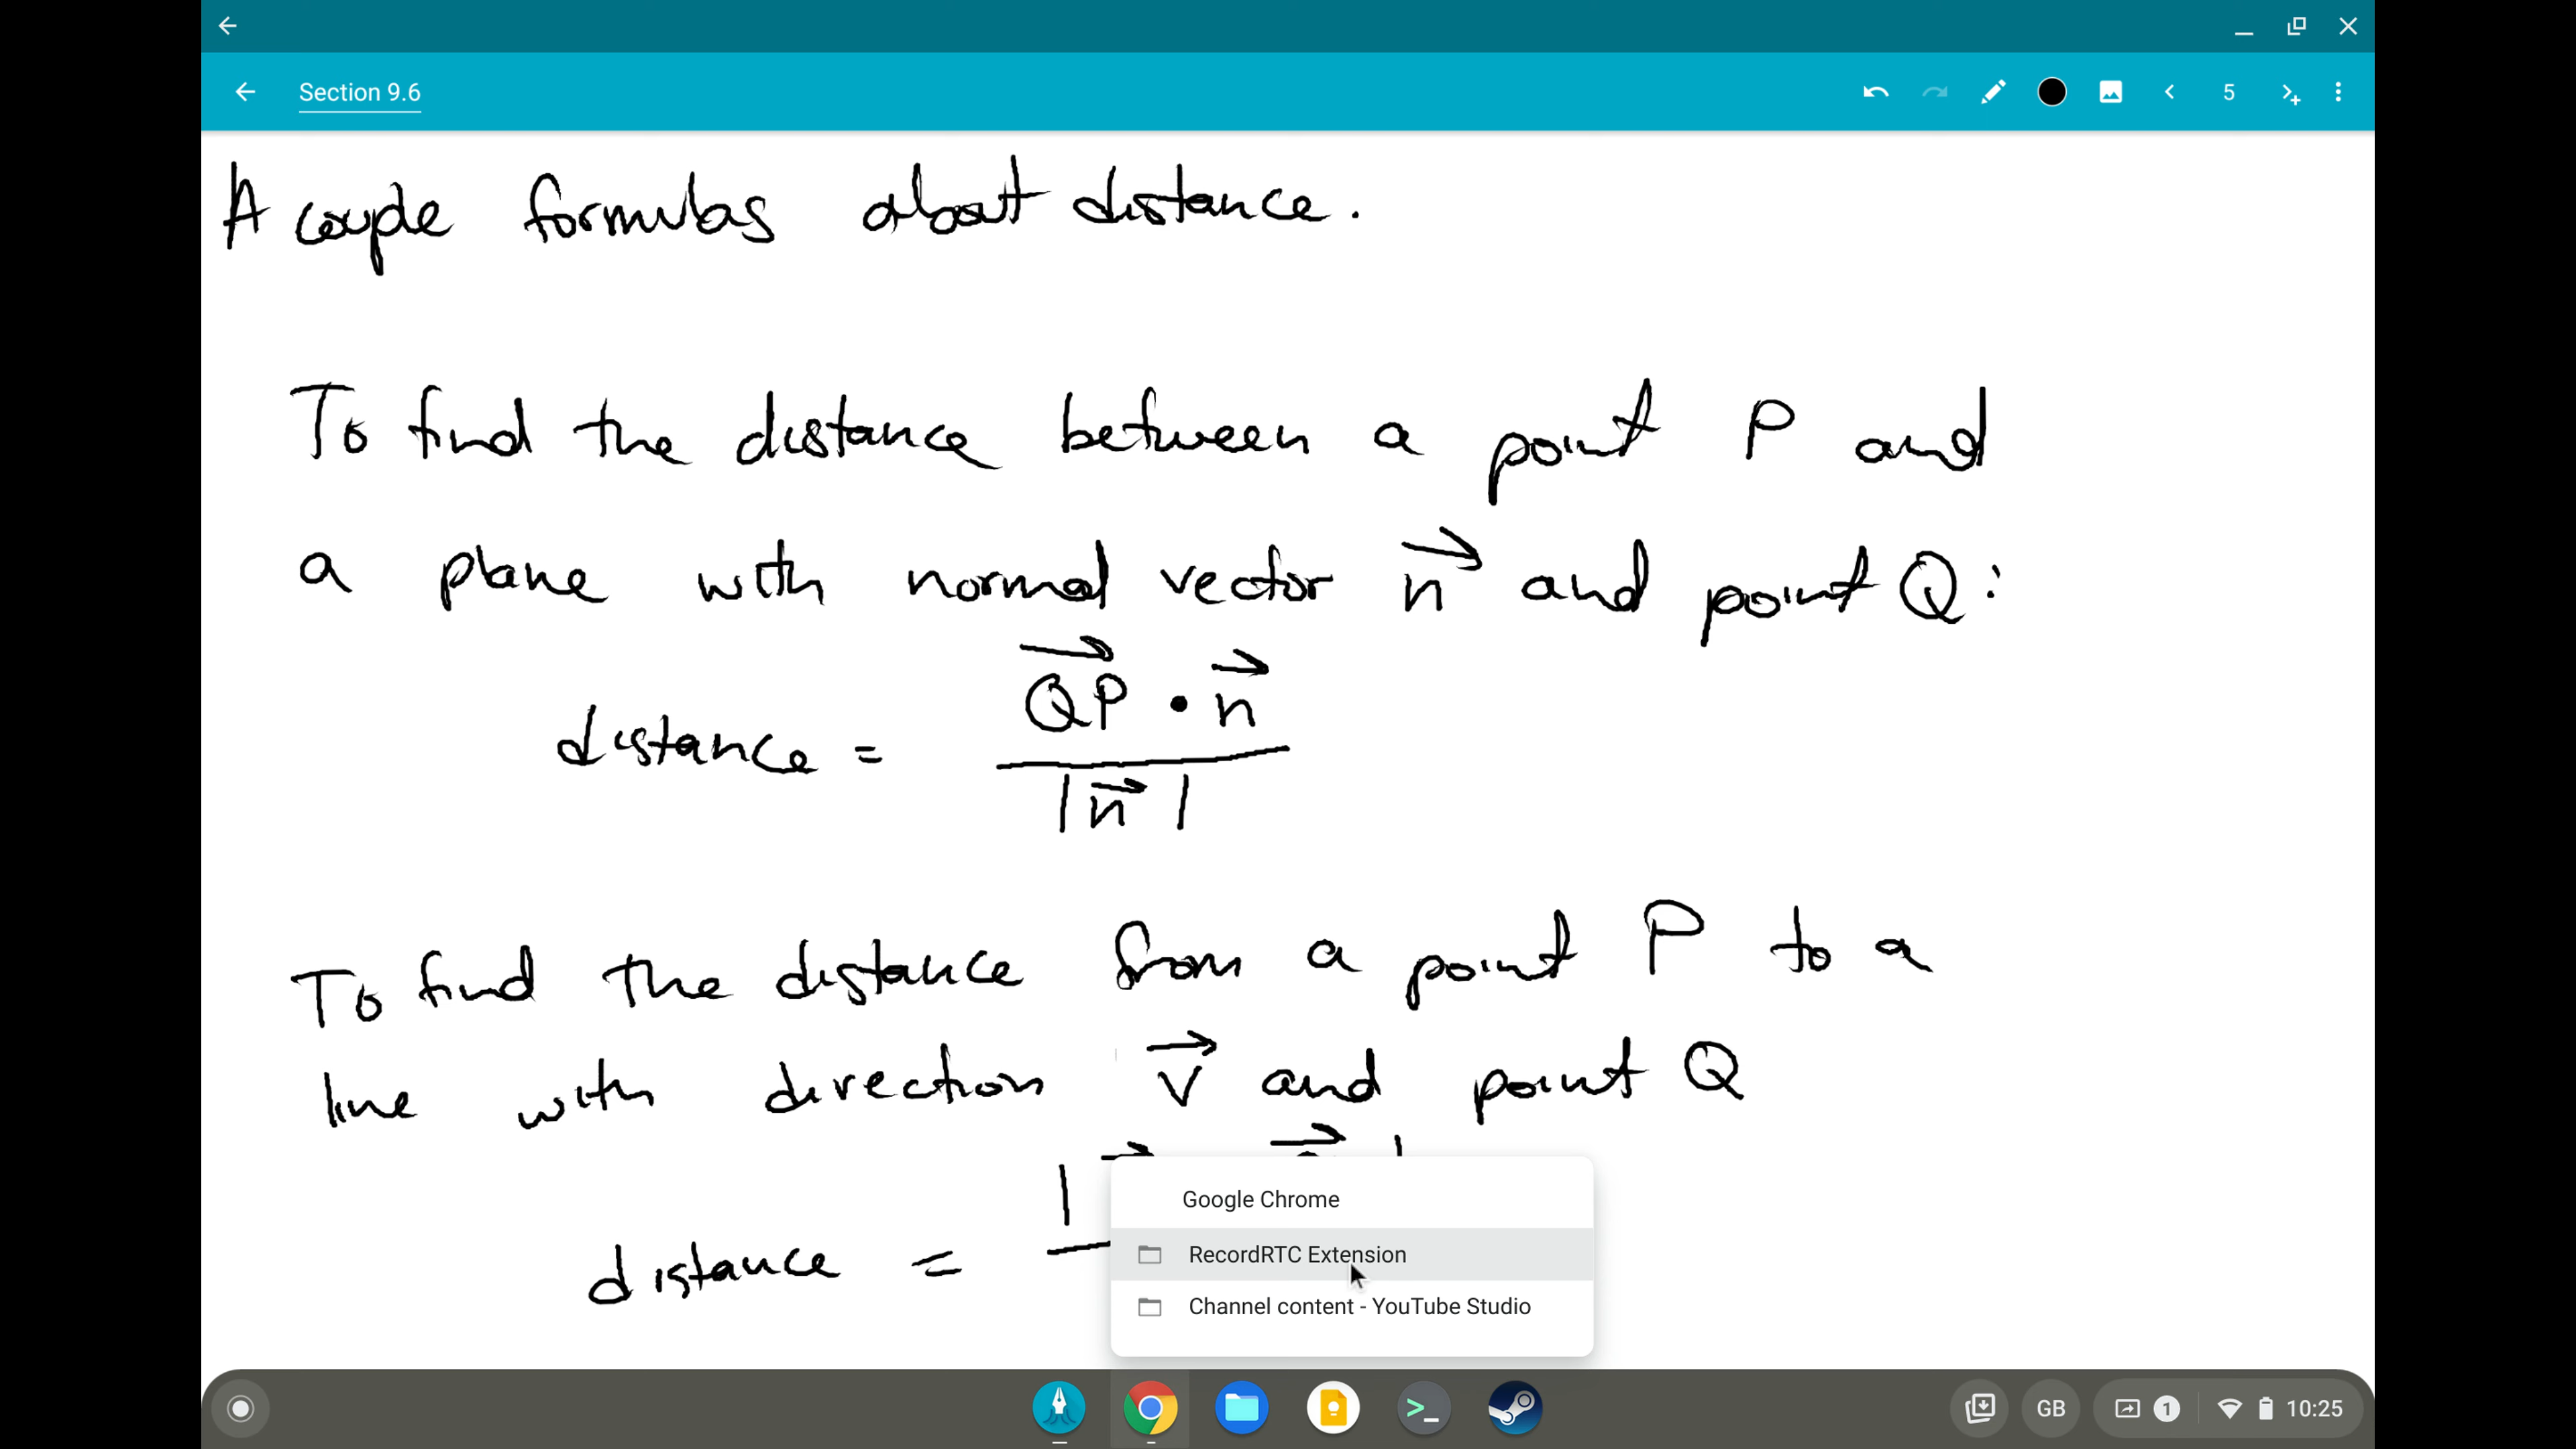 Section 9.6
5
A couple formulas about distance.
To find the distance between a point P and
a plane with normal vector n⃗ and point Q:
distance = (QP⃗ • n⃗) / |n⃗|
To find the distance from a point P to a
line with direction v⃗ and point Q
distance =
Google Chrome
RecordRTC Extension
Channel content - YouTube Studio
GB
1
10:25